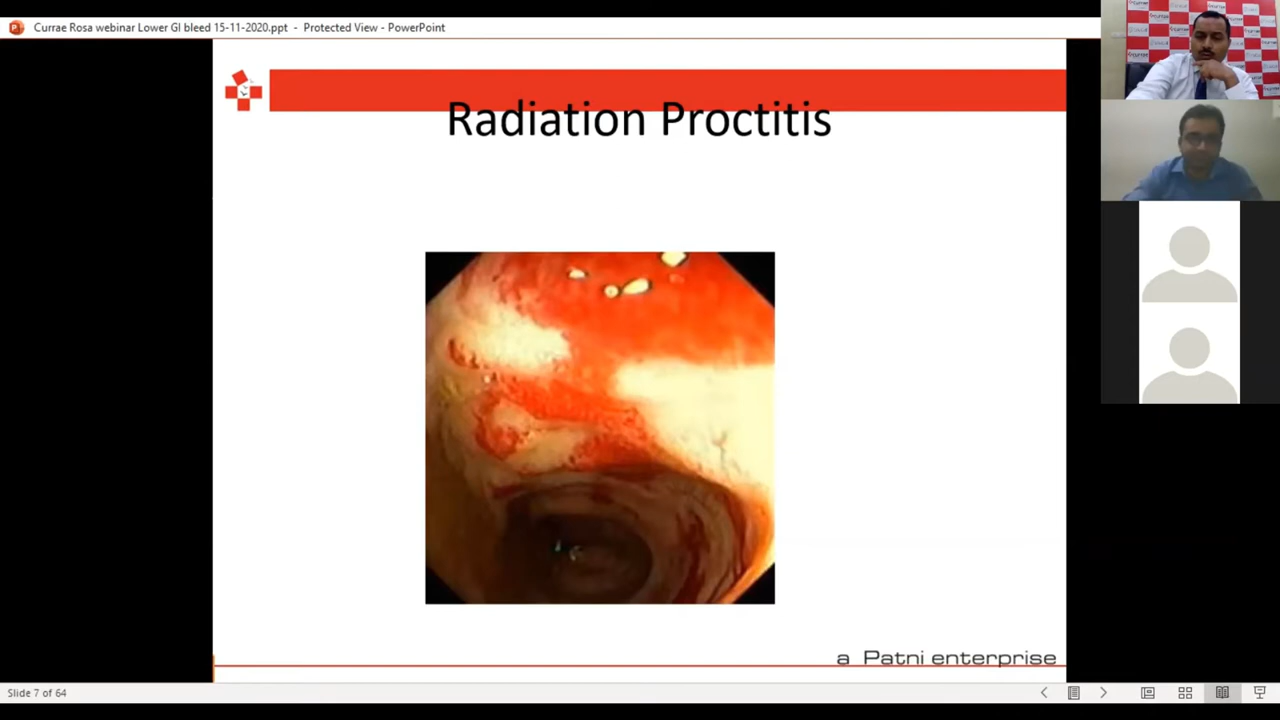 Currae Rosa webinar Lower GI bleed 15-11-2020.ppt - Protected View - PowerPoint
Radiation Proctitis
a Patni enterprise
Slide 7 of 64